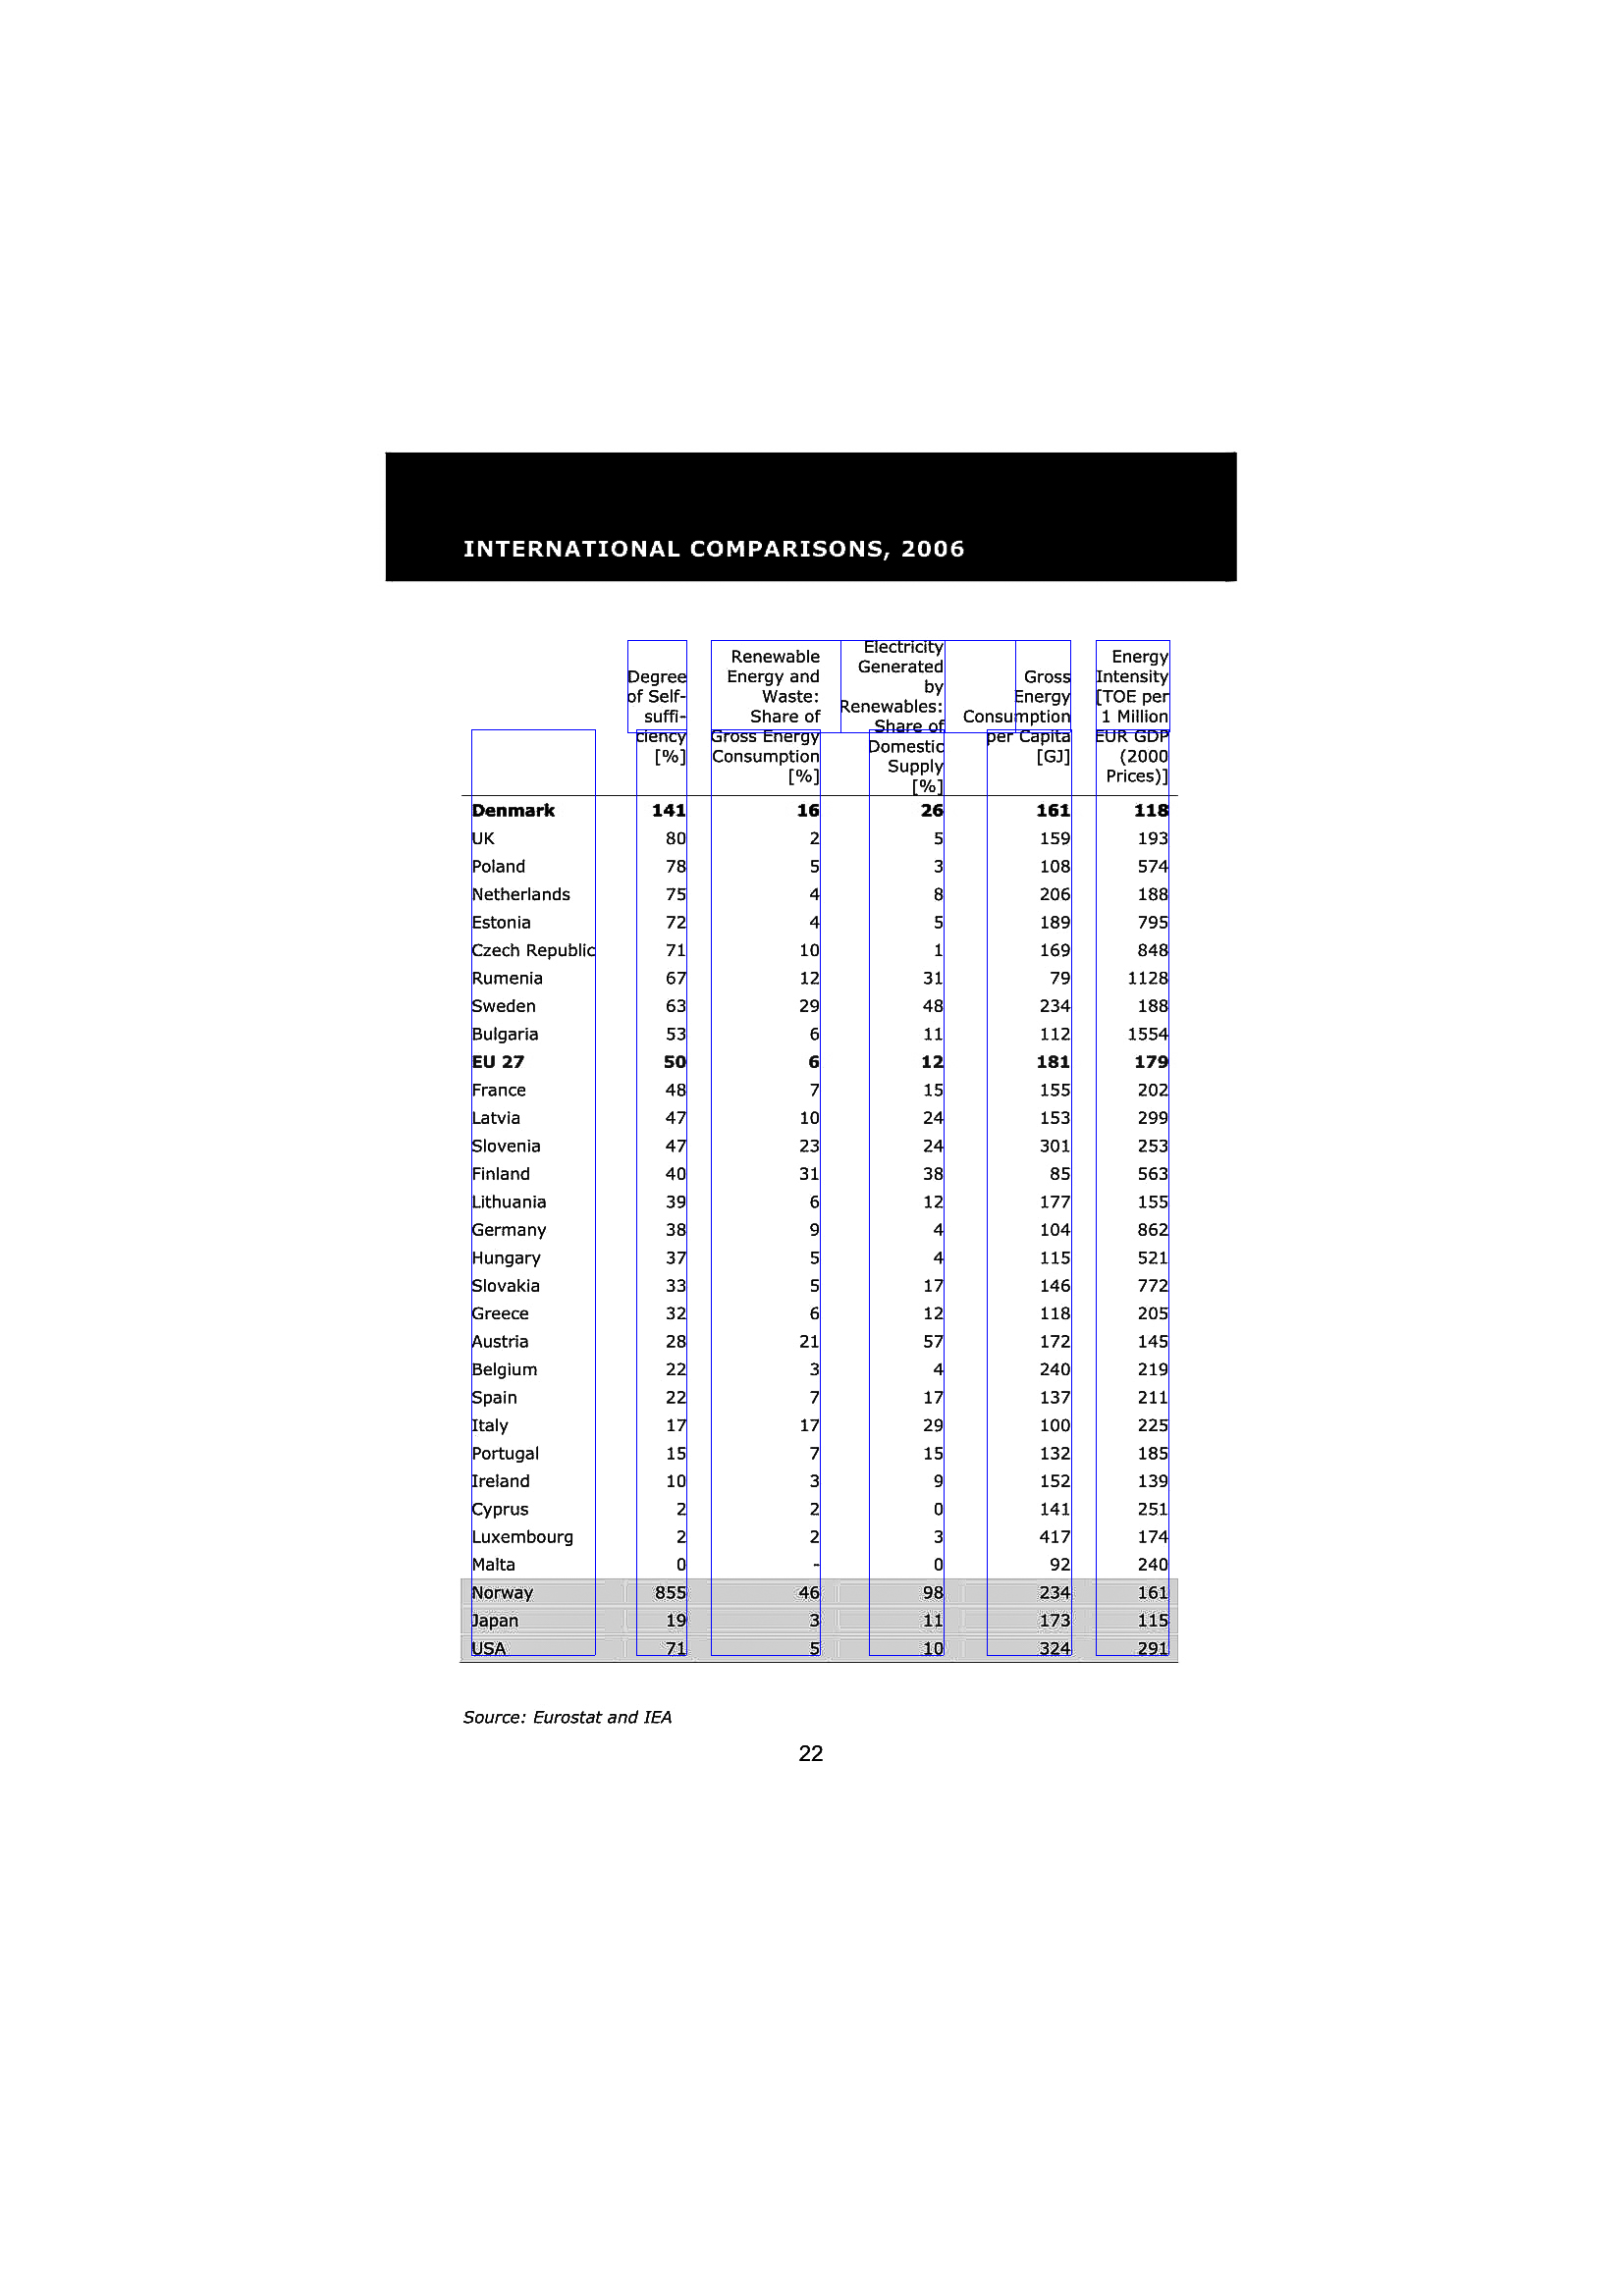 INTERNATIONAL COMPARISONS, 2006
Degree of Self-suffi-ciency [%] Renewable Energy and Waste: Share of Gross Energy Consumption [%] Electricity Generated by Renewables: Share of Domestic Supply [%] Gross Energy Consumption per Capita [GJ] Energy Intensity [TOE per 1 Million EUR GDP (2000 Prices)]
Denmark 141 16 26 161 118
UK 80 2 5 159 193
Poland 78 5 3 108 574
Netherlands 75 4 8 206 188
Estonia 72 4 5 189 795
Czech Republic 71 10 1 169 848
Rumenia 67 12 31 79 1128
Sweden 63 29 48 234 188
Bulgaria 53 6 11 112 1554
EU 27 50 6 12 181 179
France 48 7 15 155 202
Latvia 47 10 24 153 299
Slovenia 47 23 24 301 253
Finland 40 31 38 85 563
Lithuania 39 6 12 177 155
Germany 38 9 4 104 862
Hungary 37 5 4 115 521
Slovakia 33 5 17 146 772
Greece 32 6 12 118 205
Austria 28 21 57 172 145
Belgium 22 3 4 240 219
Spain 22 7 17 137 211
Italy 17 17 29 100 225
Portugal 15 7 15 132 185
Ireland 10 3 9 152 139
Cyprus 2 2 0 141 251
Luxembourg 2 2 3 417 174
Malta 0 - 0 92 240
Norway 855 46 98 234 161
Japan 19 3 11 173 115
USA 71 5 10 324 291
Source: Eurostat and IEA
22